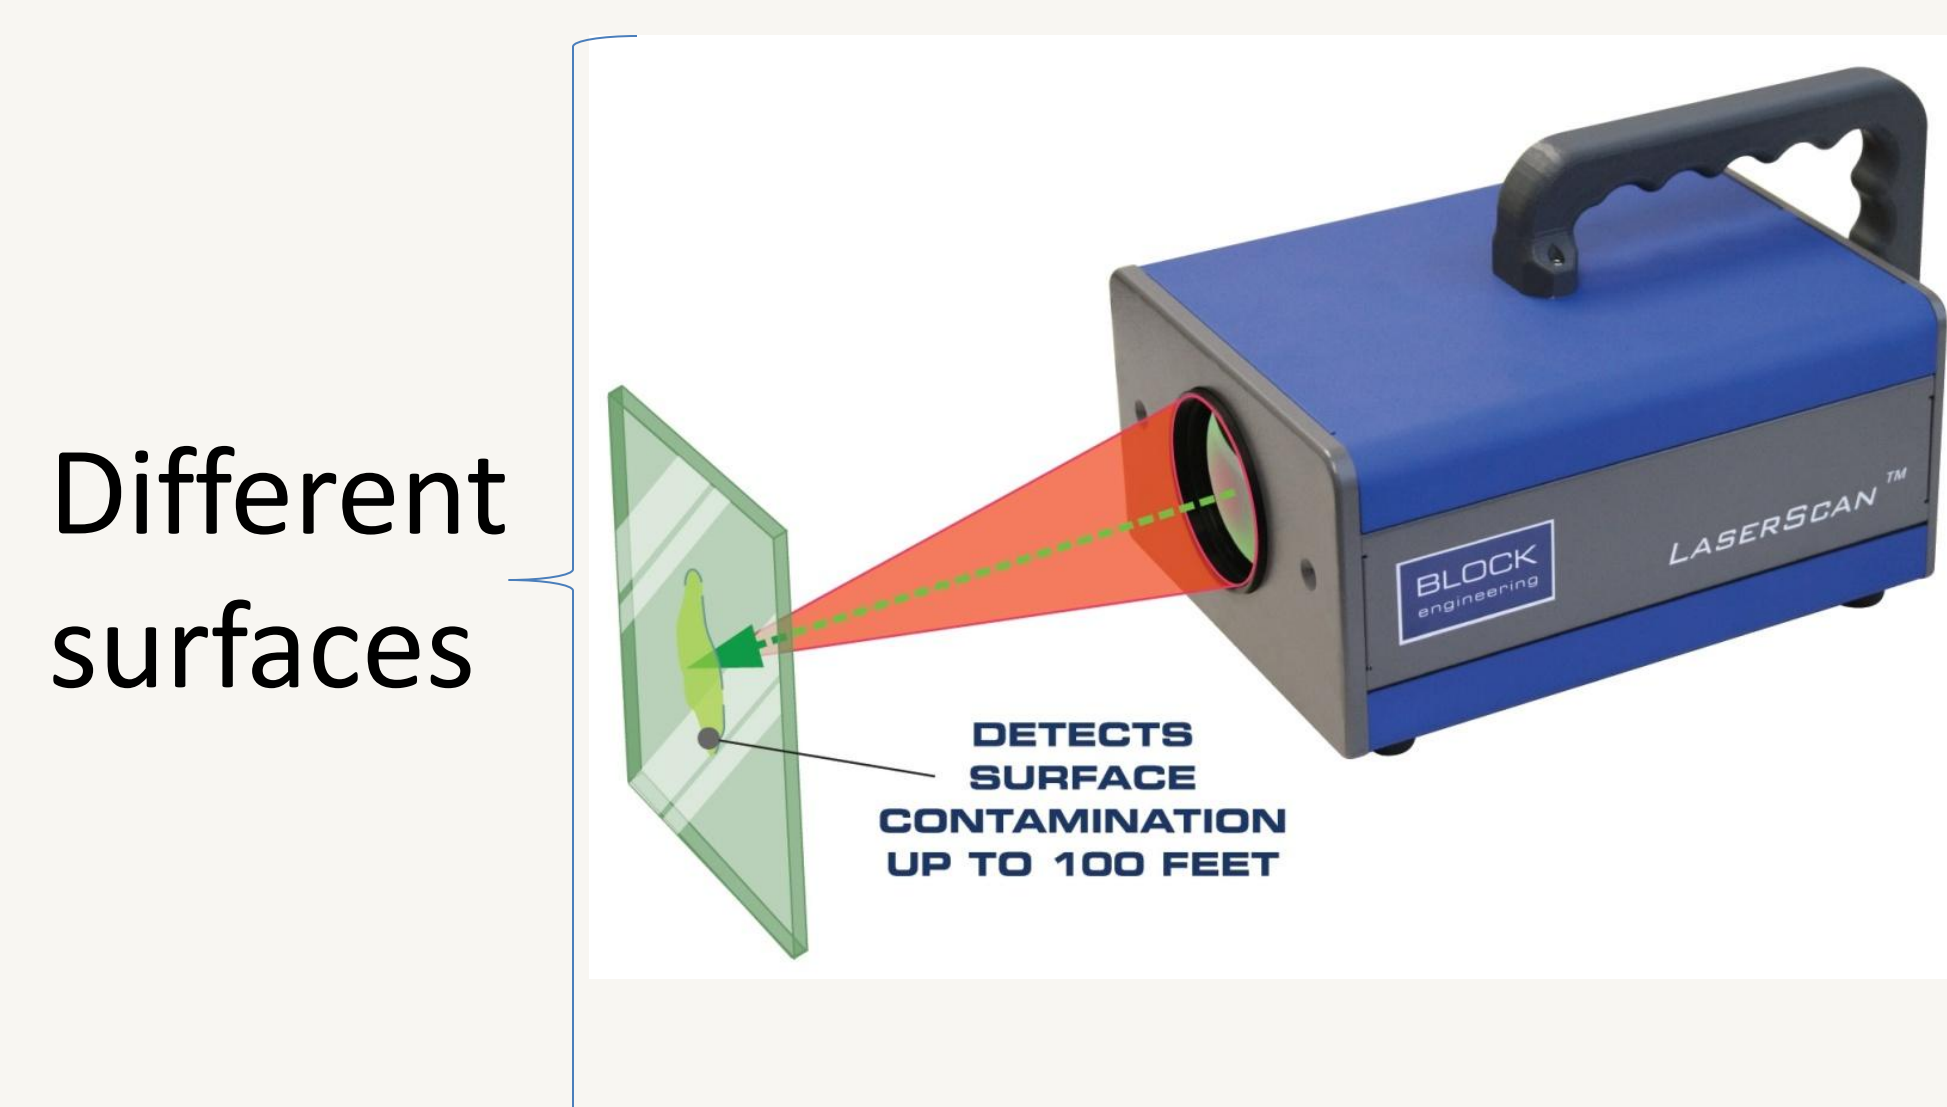 Different
surfaces
BLOCK
engineering
LASERSCAN™
DETECTS
SURFACE
CONTAMINATION
UP TO 100 FEET